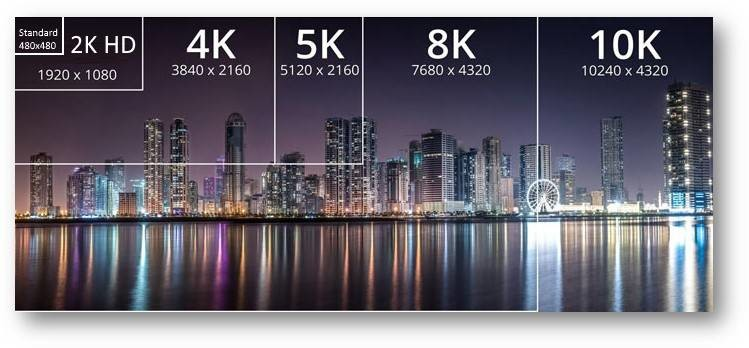 Standard
480x480
2K HD
1920 x 1080
4K
3840 x 2160
5K
5120 x 2160
8K
7680 x 4320
10K
10240 x 4320